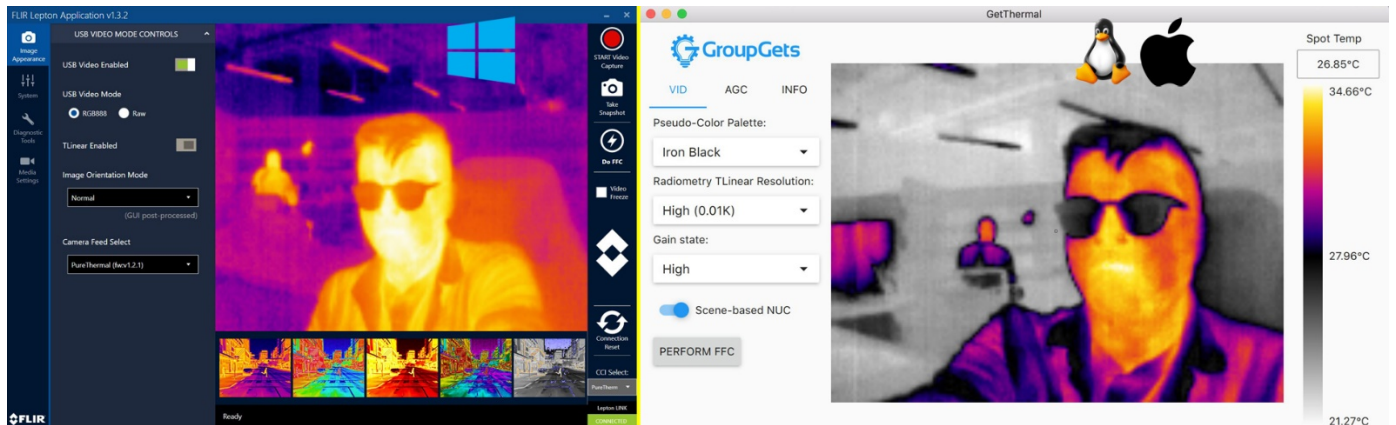 FLIR Lepton Application v1.3.2
Image
Appearance
System
Diagnostic
Tools
Media
Settings
FLIR
USB VIDEO MODE CONTROLS
USB Video Enabled
USB Video Mode
RGB888
Raw
TLinear Enabled
Image Orientation Mode
Normal
(GUI post-processed)
Camera Feed Select
PureThermal (fw:v1.2.1)
Ready
START Video
Capture
Take
Snapshot
Do FFC
Video
Freeze
Connection
Reset
CCI Select:
PureTherm
Lepton LINK
CONNECTED
GetThermal
GroupGets
VID
AGC
INFO
Pseudo-Color Palette:
Iron Black
Radiometry TLinear Resolution:
High (0.01K)
Gain state:
High
Scene-based NUC
PERFORM FFC
Spot Temp
26.85°C
34.66°C
27.96°C
21.27°C